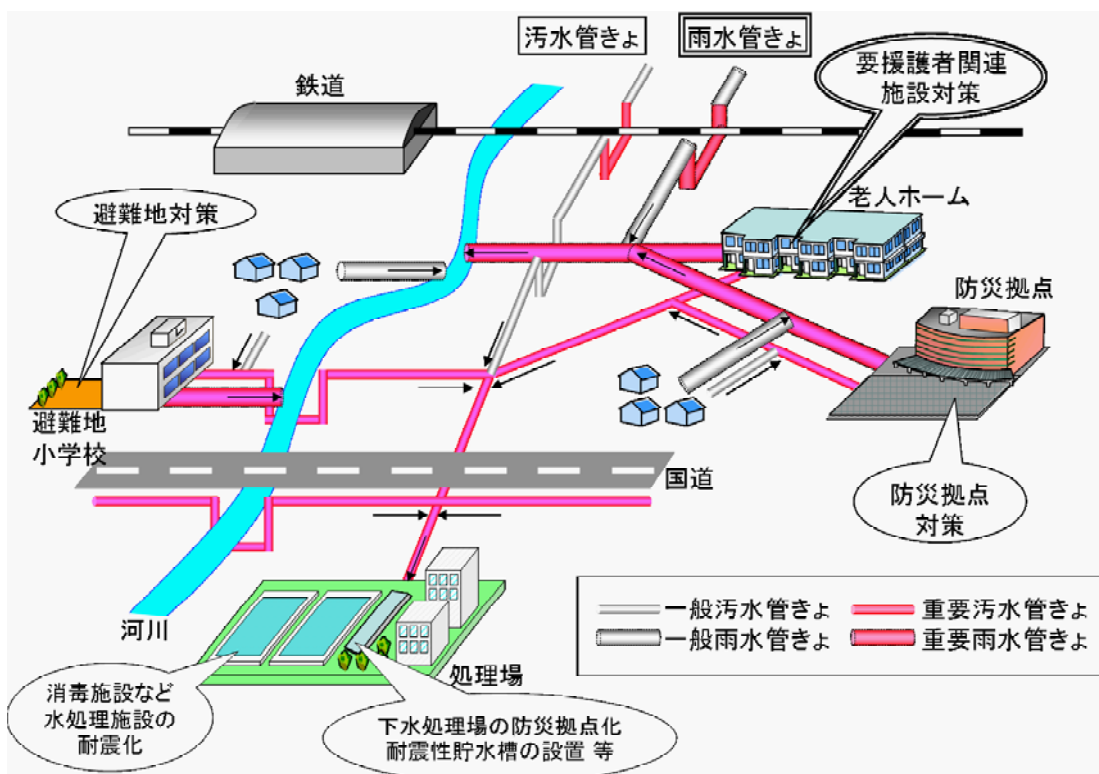 汚水管きょ
雨水管きょ
要援護者関連
施設対策
鉄道
避難地対策
老人ホーム
防災拠点
避難地
小学校
国道
防災拠点
対策
河川
一般汚水管きょ
重要汚水管きょ
一般雨水管きょ
重要雨水管きょ
処理場
消毒施設など
水処理施設の
耐震化
下水処理場の防災拠点化
耐震性貯水槽の設置 等